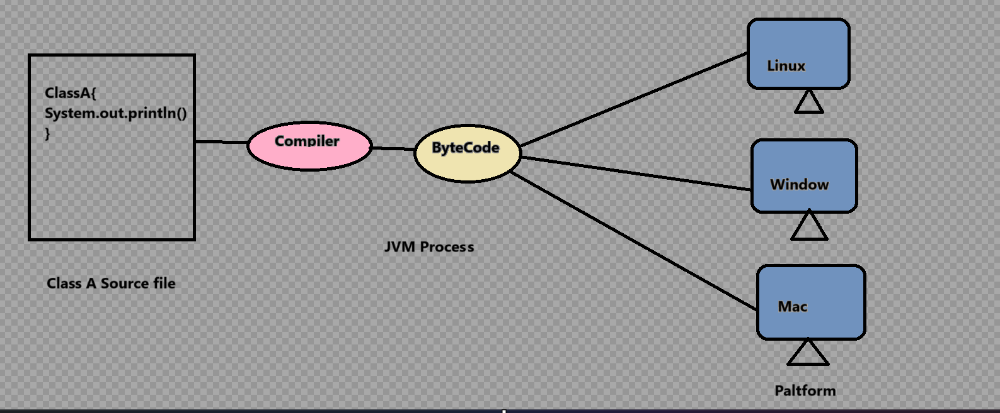 ClassA{
System.out.println()
}
Class A Source file
Compiler
ByteCode
JVM Process
Linux
Window
Mac
Paltform